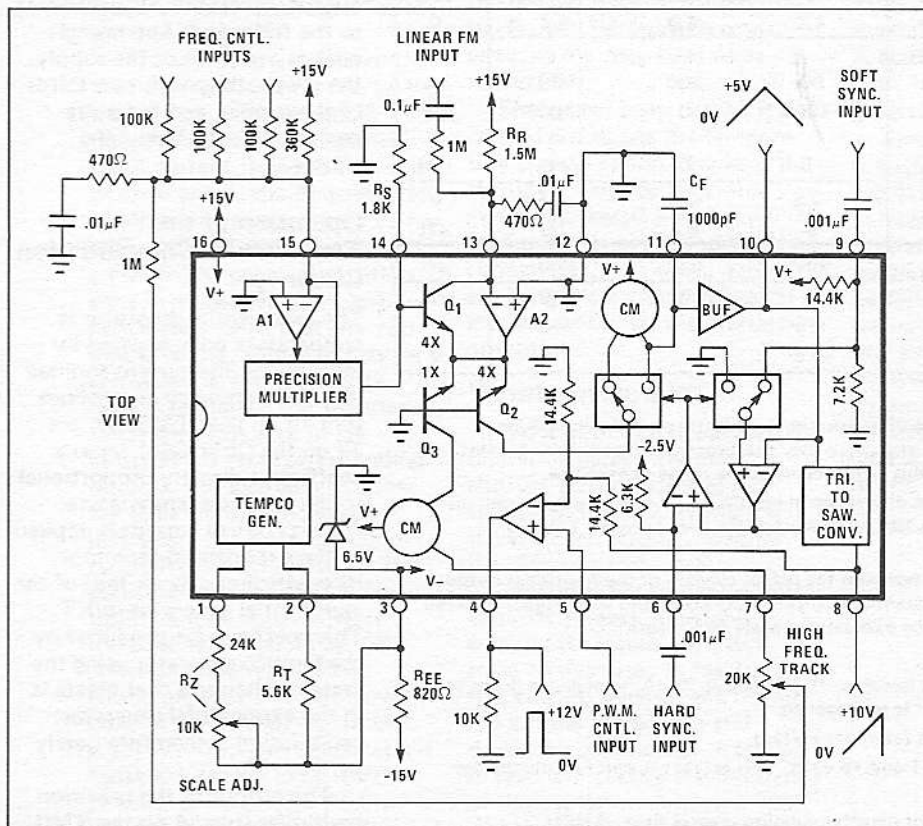 FREQ. CNTL.
INPUTS
+15V
LINEAR FM
INPUT
+15V
+5V
0V
SOFT
SYNC.
INPUT
100K
100K
100K
360K
0.1µF
1M
RR
1.5M
470Ω
.01µF
+15V
RS
1.8K
470Ω
.01µF
CF
1000pF
.001µF
1M
16
15
14
13
12
11
10
9
V+
A1
+ −
Q1
4X
− +
A2
V+
CM
BUF
V+
14.4K
PRECISION
MULTIPLIER
1X
4X
TOP
VIEW
Q3
Q2
14.4K
7.2K
-2.5V
TEMPCO
GEN.
V+
CM
6.5V
− +
14.4K
6.3K
− +
+ −
TRI.
TO
SAW.
CONV.
V−
1
2
3
4
5
6
7
8
24K
RZ
10K
RT
5.6K
REE
820Ω
-15V
10K
+12V
0V
P.W.M.
CNTL
INPUT
.001µF
HARD
SYNC.
INPUT
HIGH
FREQ.
TRACK
20K
+10V
0V
SCALE ADJ.